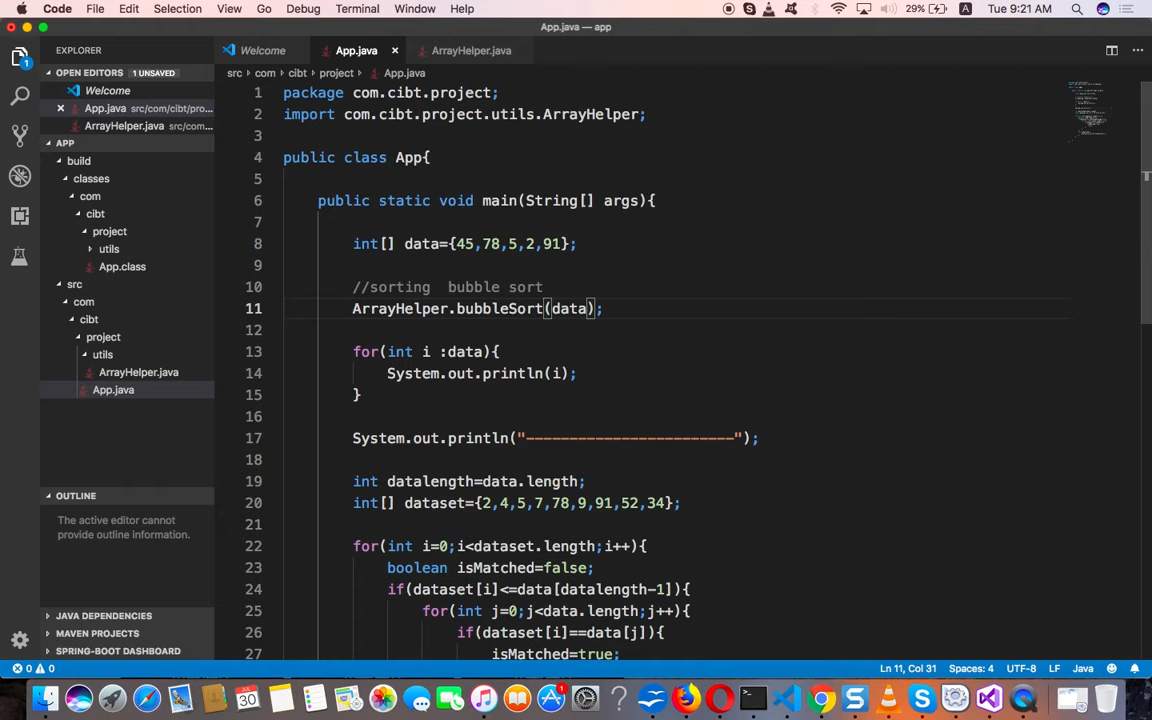 Code File Edit Selection View Go Debug Terminal Window Help 29% A Tue 9:21 AM
App.java — app
EXPLORER
Welcome
App.java
ArrayHelper.java
OPEN EDITORS 1 UNSAVED
Welcome
App.java src/com/cibt/pro...
ArrayHelper.java src/com...
APP
build
classes
com
cibt
project
utils
App.class
src
com
cibt
project
utils
ArrayHelper.java
App.java
OUTLINE
The active editor cannot
provide outline information.
JAVA DEPENDENCIES
MAVEN PROJECTS
SPRING-BOOT DASHBOARD
1
src com cibt project App.java
1 package com.cibt.project;
2 import com.cibt.project.utils.ArrayHelper;
3
4 public class App{
5
6 public static void main(String[] args){
7
8 int[] data={45,78,5,2,91};
9
10 //sorting  bubble sort
11 ArrayHelper.bubbleSort(data);
12
13 for(int i :data){
14 System.out.println(i);
15 }
16
17 System.out.println("------------------------");
18
19 int datalength=data.length;
20 int[] dataset={2,4,5,7,78,9,91,52,34};
21
22 for(int i=0;i<dataset.length;i++){
23 boolean isMatched=false;
24 if(dataset[i]<=data[datalength-1]){
25 for(int j=0;j<data.length;j++){
26 if(dataset[i]==data[j]){
27 isMatched=true;
0 0 Ln 11, Col 31 Spaces: 4 UTF-8 LF Java
JUL
30
1